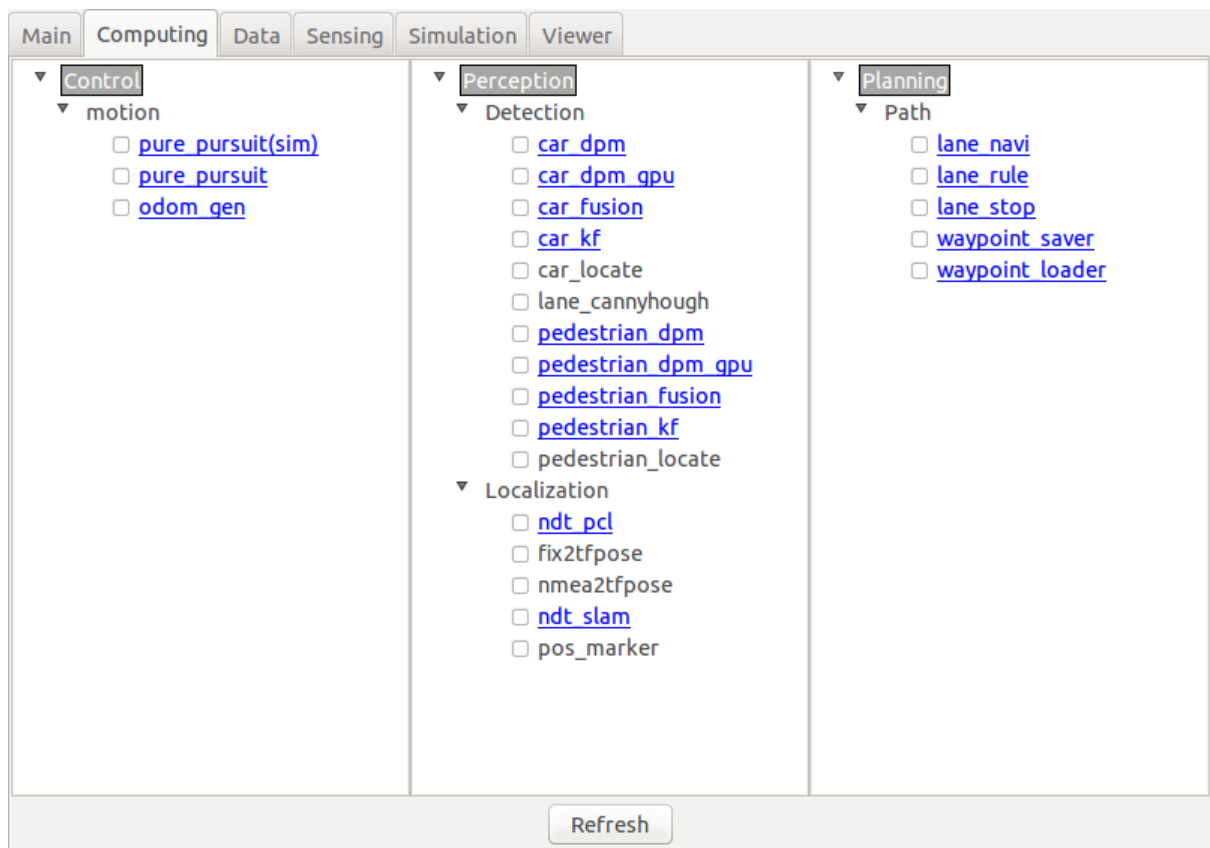 Main Computing Data Sensing Simulation Viewer
Control
motion
pure_pursuit(sim)
pure_pursuit
odom_gen
Perception
Detection
car_dpm
car_dpm_gpu
car_fusion
car_kf
car_locate
lane_cannyhough
pedestrian_dpm
pedestrian_dpm_gpu
pedestrian_fusion
pedestrian_kf
pedestrian_locate
Localization
ndt_pcl
fix2tfpose
nmea2tfpose
ndt_slam
pos_marker
Planning
Path
lane_navi
lane_rule
lane_stop
waypoint_saver
waypoint_loader
Refresh